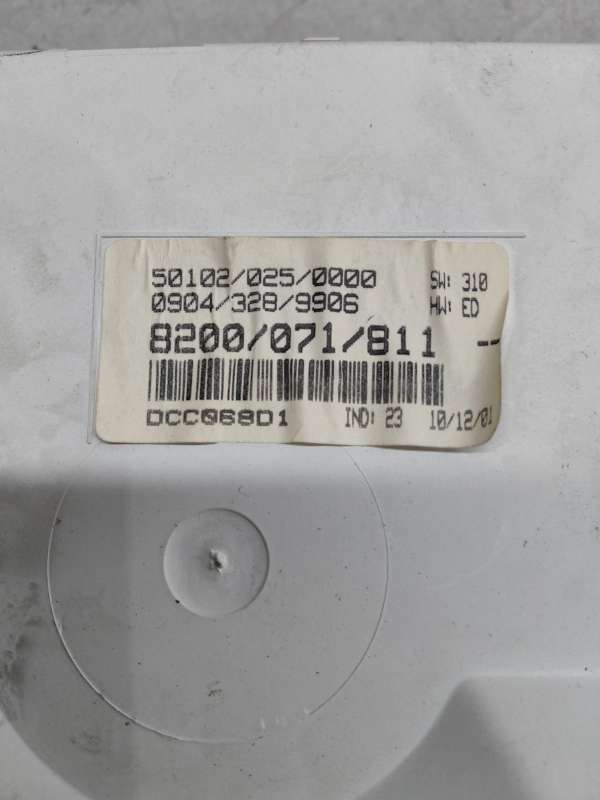 50102/025/0000 SW: 310
0904/328/9906 HW: ED
8200/071/811 --
DCC068D1 IND: 23 10/12/01